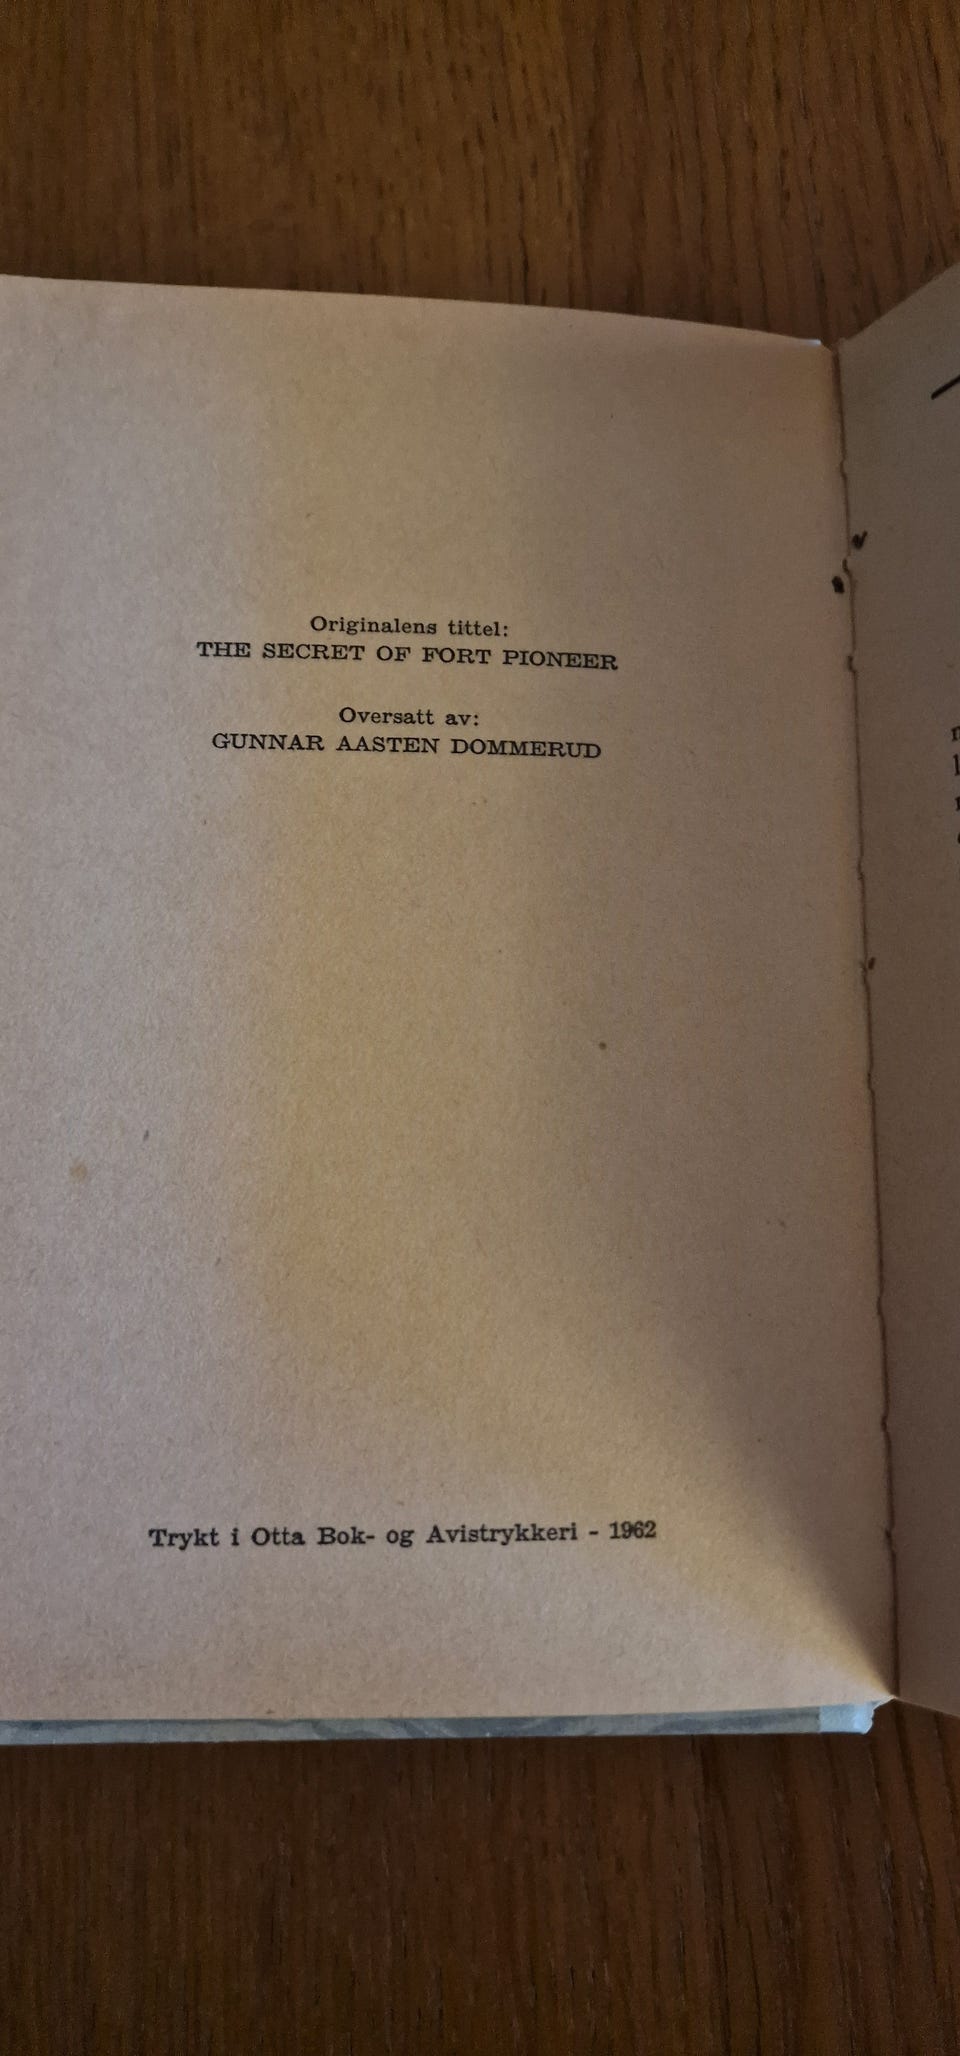 Originalens tittel:
THE SECRET OF FORT PIONEER
Oversatt av:
GUNNAR AASTEN DOMMERUD
Trykt i Otta Bok- og Avistrykkeri - 1962